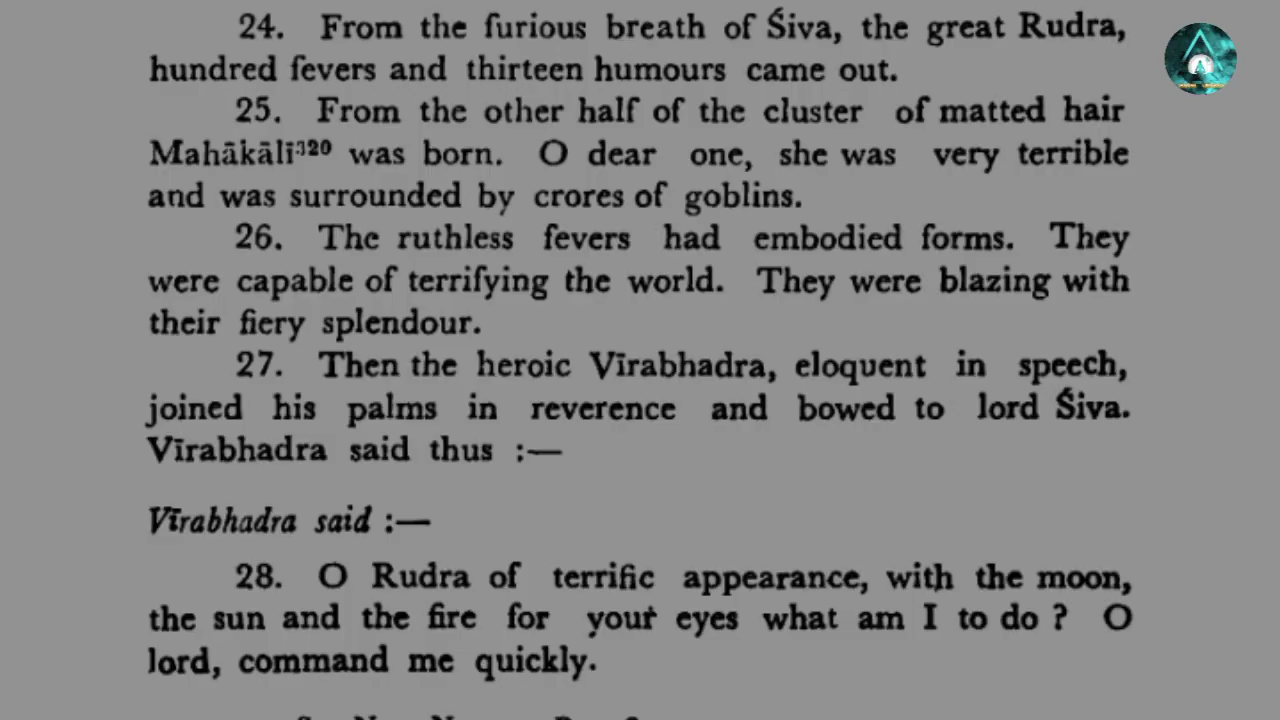 24. From the furious breath of Śiva, the great Rudra,
hundred fevers and thirteen humours came out.
25. From the other half of the cluster of matted hair
Mahākālī³²⁰ was born. O dear one, she was very terrible
and was surrounded by crores of goblins.
26. The ruthless fevers had embodied forms. They
were capable of terrifying the world. They were blazing with
their fiery splendour.
27. Then the heroic Vīrabhadra, eloquent in speech,
joined his palms in reverence and bowed to lord Śiva.
Vīrabhadra said thus :—
Vīrabhadra said :—
28. O Rudra of terrific appearance, with the moon,
the sun and the fire for your eyes what am I to do ? O
lord, command me quickly.